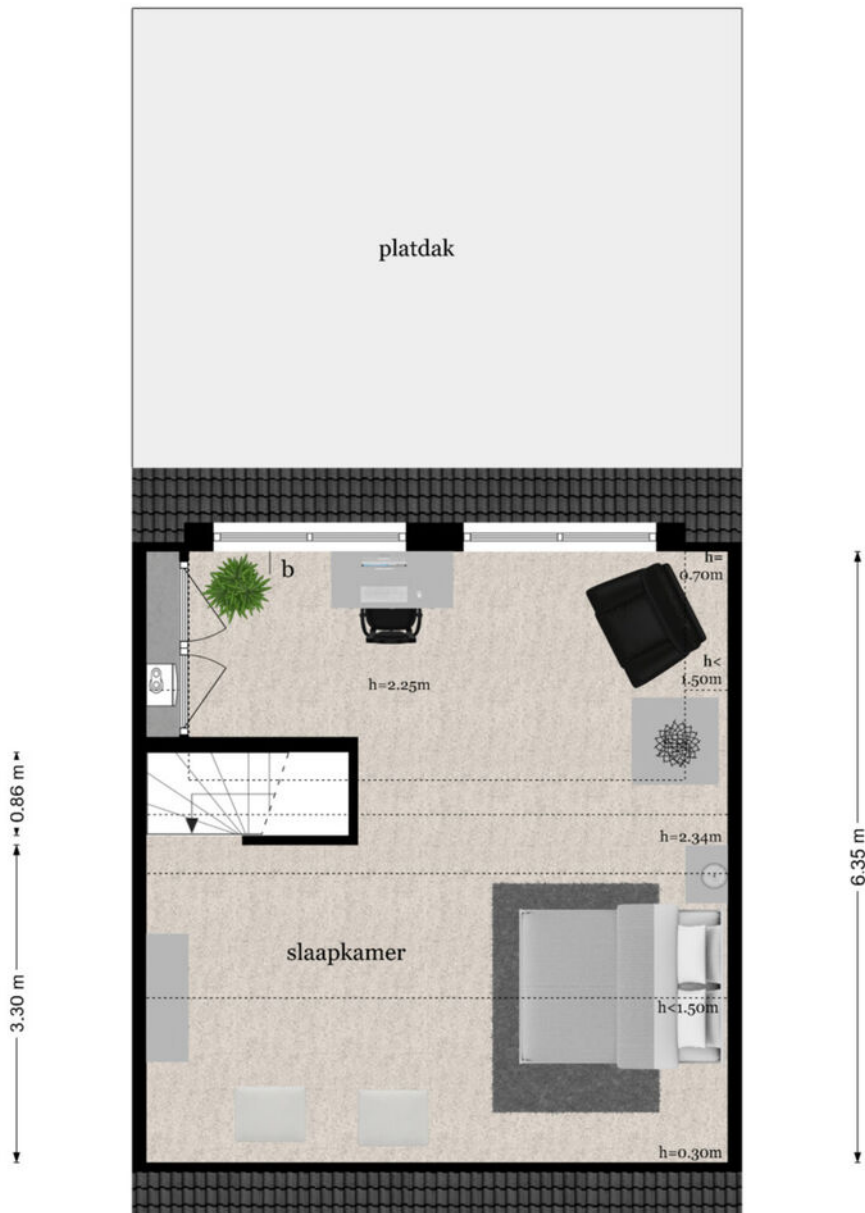 platdak
b
h=
0.70m
h<
1.50m
h=2.25m
0.86 m
h=2.34m
6.35 m
slaapkamer
3.30 m
h<1.50m
h=0.30m